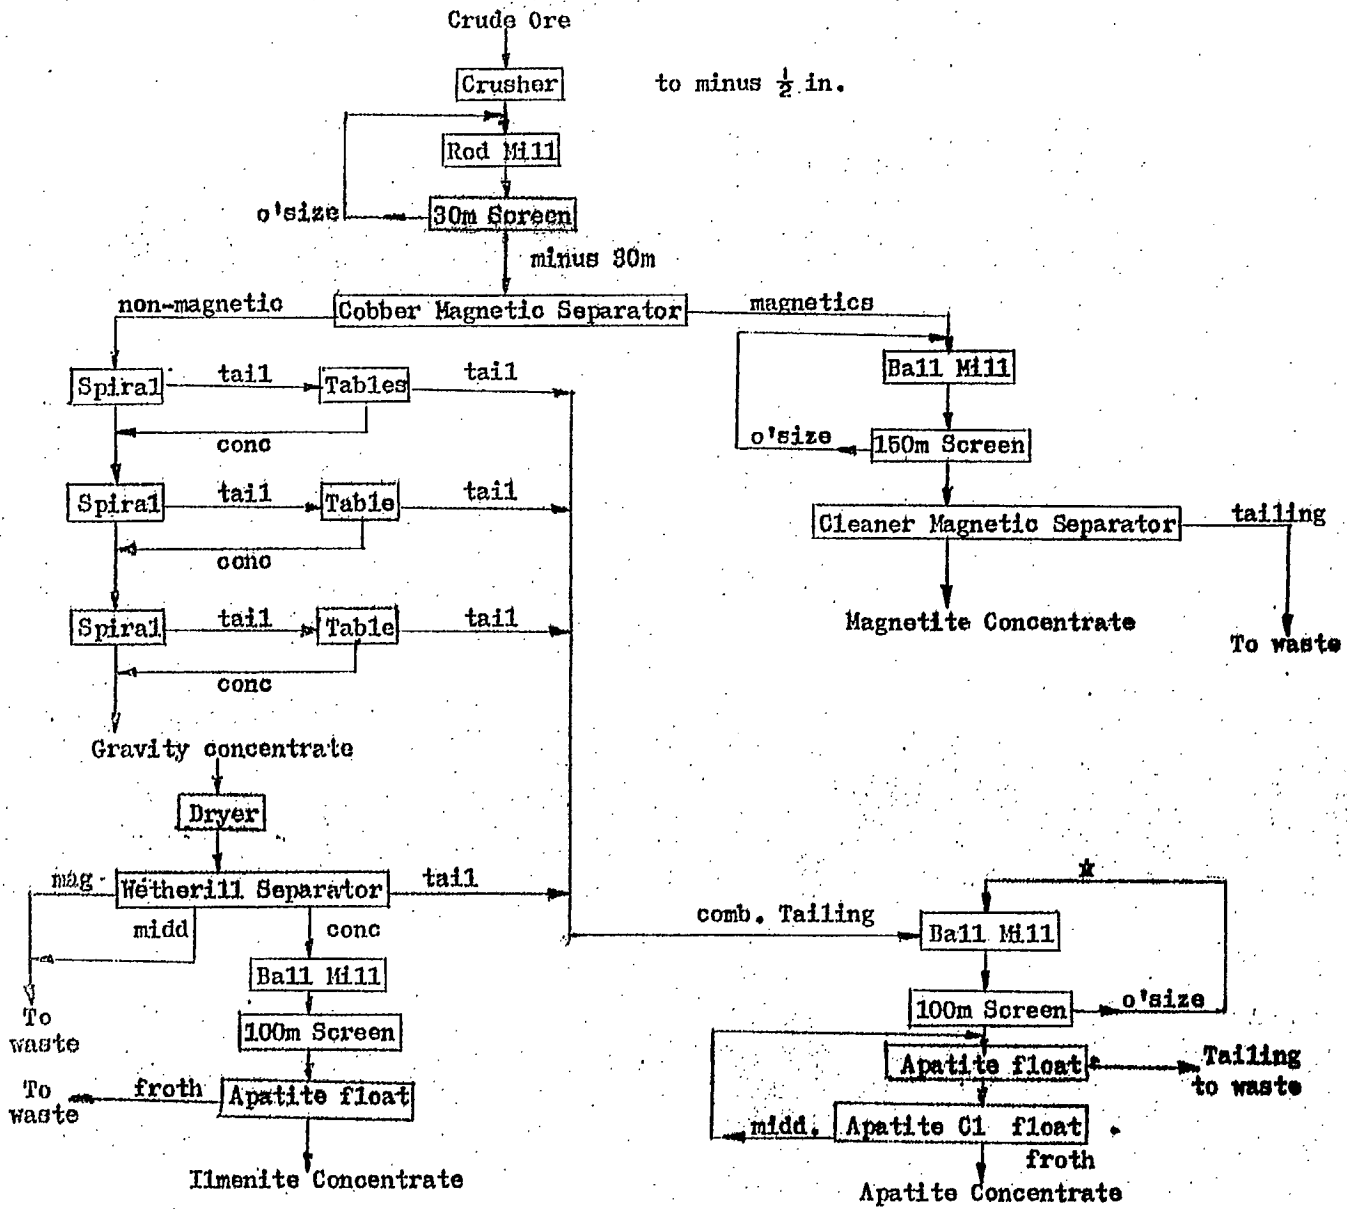 Crude Ore
Crusher
to minus ½ in.
Rod Mill
o'size
30m Screen
minus 30m
non-magnetic
Cobber Magnetic Separator
magnetics
Spiral
tail
Tables
tail
conc
Spiral
tail
Table
tail
conc
Spiral
tail
Table
tail
conc
Gravity concentrate
Dryer
mag
Wetherill Separator
tail
midd
conc
To
waste
Ball Mill
100m Screen
To
waste
froth
Apatite float
Ilmenite Concentrate
Ball Mill
o'size
150m Screen
Cleaner Magnetic Separator
tailing
Magnetite Concentrate
To waste
*
comb. Tailing
Ball Mill
100m Screen
o'size
Apatite float
Tailing
to waste
midd.
Apatite Cl float
froth
Apatite Concentrate